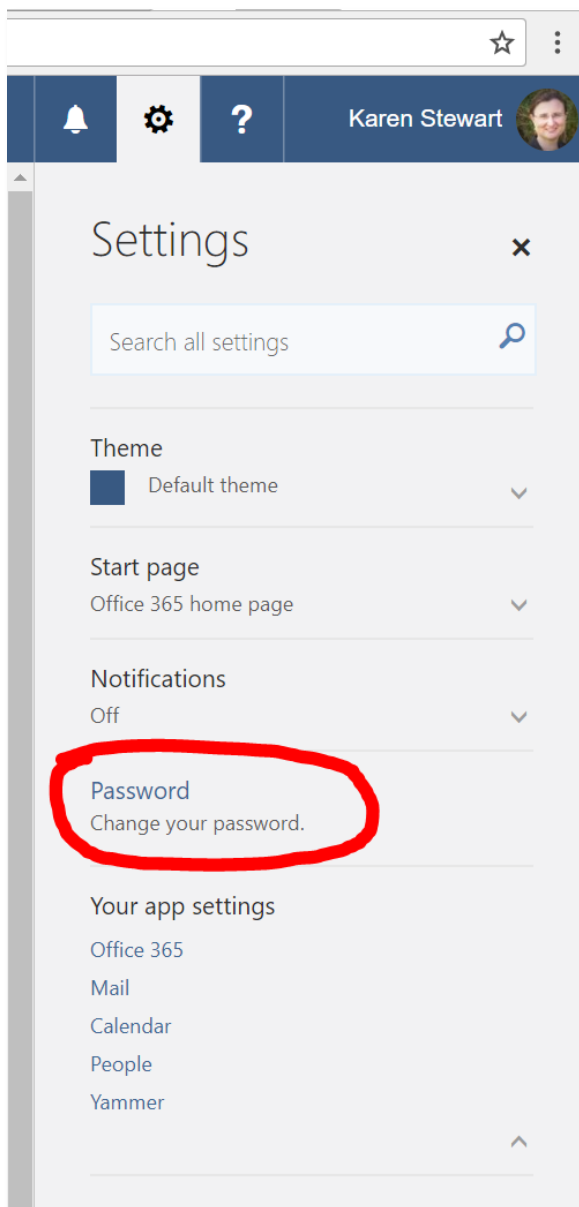 Karen Stewart
Settings
Search all settings
Theme
Default theme
Start page
Office 365 home page
Notifications
Off
Password
Change your password.
Your app settings
Office 365
Mail
Calendar
People
Yammer